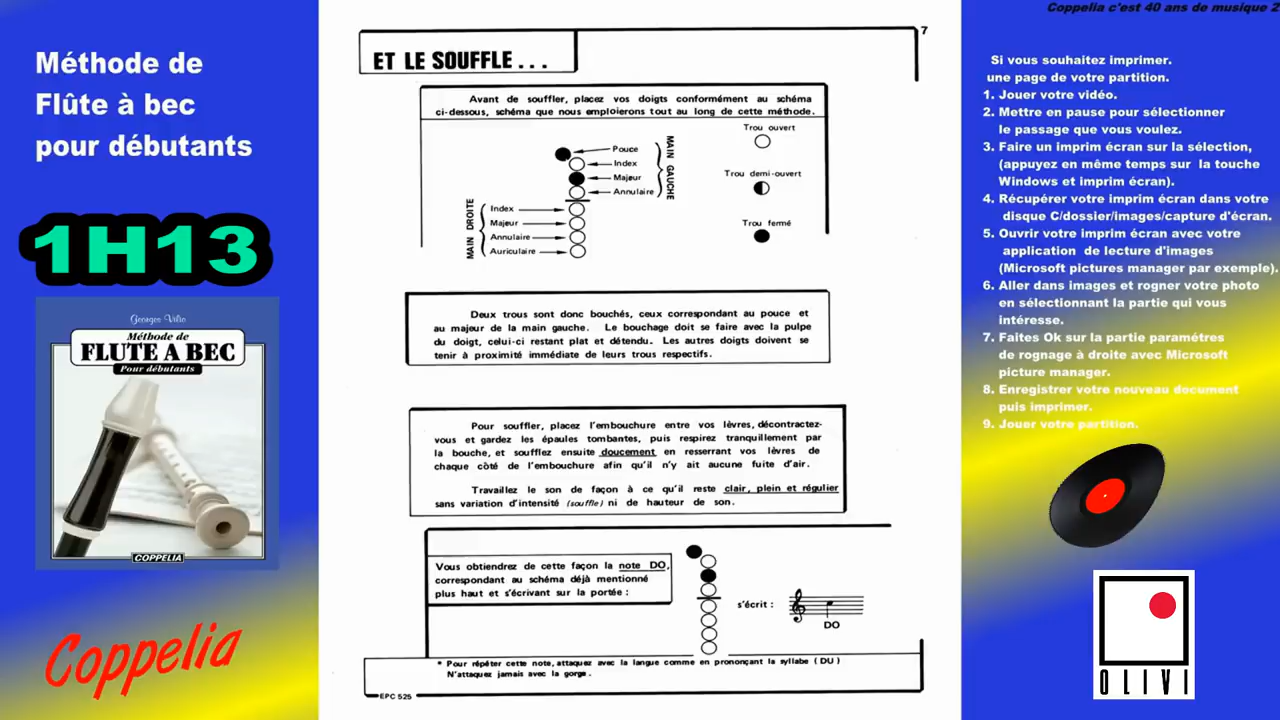 Coppelia c'est 40 ans de musique 2
Méthode de
Flûte à bec
pour débutants
1H13
Georges Vilio
Méthode de
FLUTE A BEC
Pour débutants
COPPELIA
Coppelia
7
ET LE SOUFFLE...
Avant de souffler, placez vos doigts conformément au schéma
ci-dessous, schéma que nous emploierons tout au long de cette méthode.
Pouce
Index
Majeur
Annulaire
MAIN GAUCHE
Index
Majeur
Annulaire
Auriculaire
MAIN DROITE
Trou ouvert
Trou demi-ouvert
Trou fermé
Deux trous sont donc bouchés, ceux correspondant au pouce et
au majeur de la main gauche. Le bouchage doit se faire avec la pulpe
du doigt, celui-ci restant plat et détendu. Les autres doigts doivent se
tenir à proximité immédiate de leurs trous respectifs.
Pour souffler, placez l'embouchure entre vos lèvres, décontractez-
vous et gardez les épaules tombantes, puis respirez tranquillement par
la bouche, et soufflez ensuite doucement en resserrant vos lèvres de
chaque côté de l'embouchure afin qu'il n'y ait aucune fuite d'air.
Travaillez le son de façon à ce qu'il reste clair, plein et régulier
sans variation d'intensité (souffle) ni de hauteur de son.
Vous obtiendrez de cette façon la note DO,
correspondant au schéma déjà mentionné
plus haut et s'écrivant sur la portée :
s'écrit :
DO
* Pour répéter cette note, attaquez avec la langue comme en prononçant la syllabe (DU)
N'attaquez jamais avec la gorge.
EPC 525
Si vous souhaitez imprimer.
une page de votre partition.
1. Jouer votre vidéo.
2. Mettre en pause pour sélectionner
le passage que vous voulez.
3. Faire un imprim écran sur la sélection,
(appuyez en même temps sur la touche
Windows et imprim écran).
4. Récupérer votre imprim écran dans votre
disque C/dossier/images/capture d'écran.
5. Ouvrir votre imprim écran avec votre
application de lecture d'images
(Microsoft pictures manager par exemple).
6. Aller dans images et rogner votre photo
en sélectionnant la partie qui vous
intéresse.
7. Faites Ok sur la partie paramétres
de rognage à droite avec Microsoft
picture manager.
8. Enregistrer votre nouveau document
puis imprimer.
9. Jouer votre partition.
OLIVI